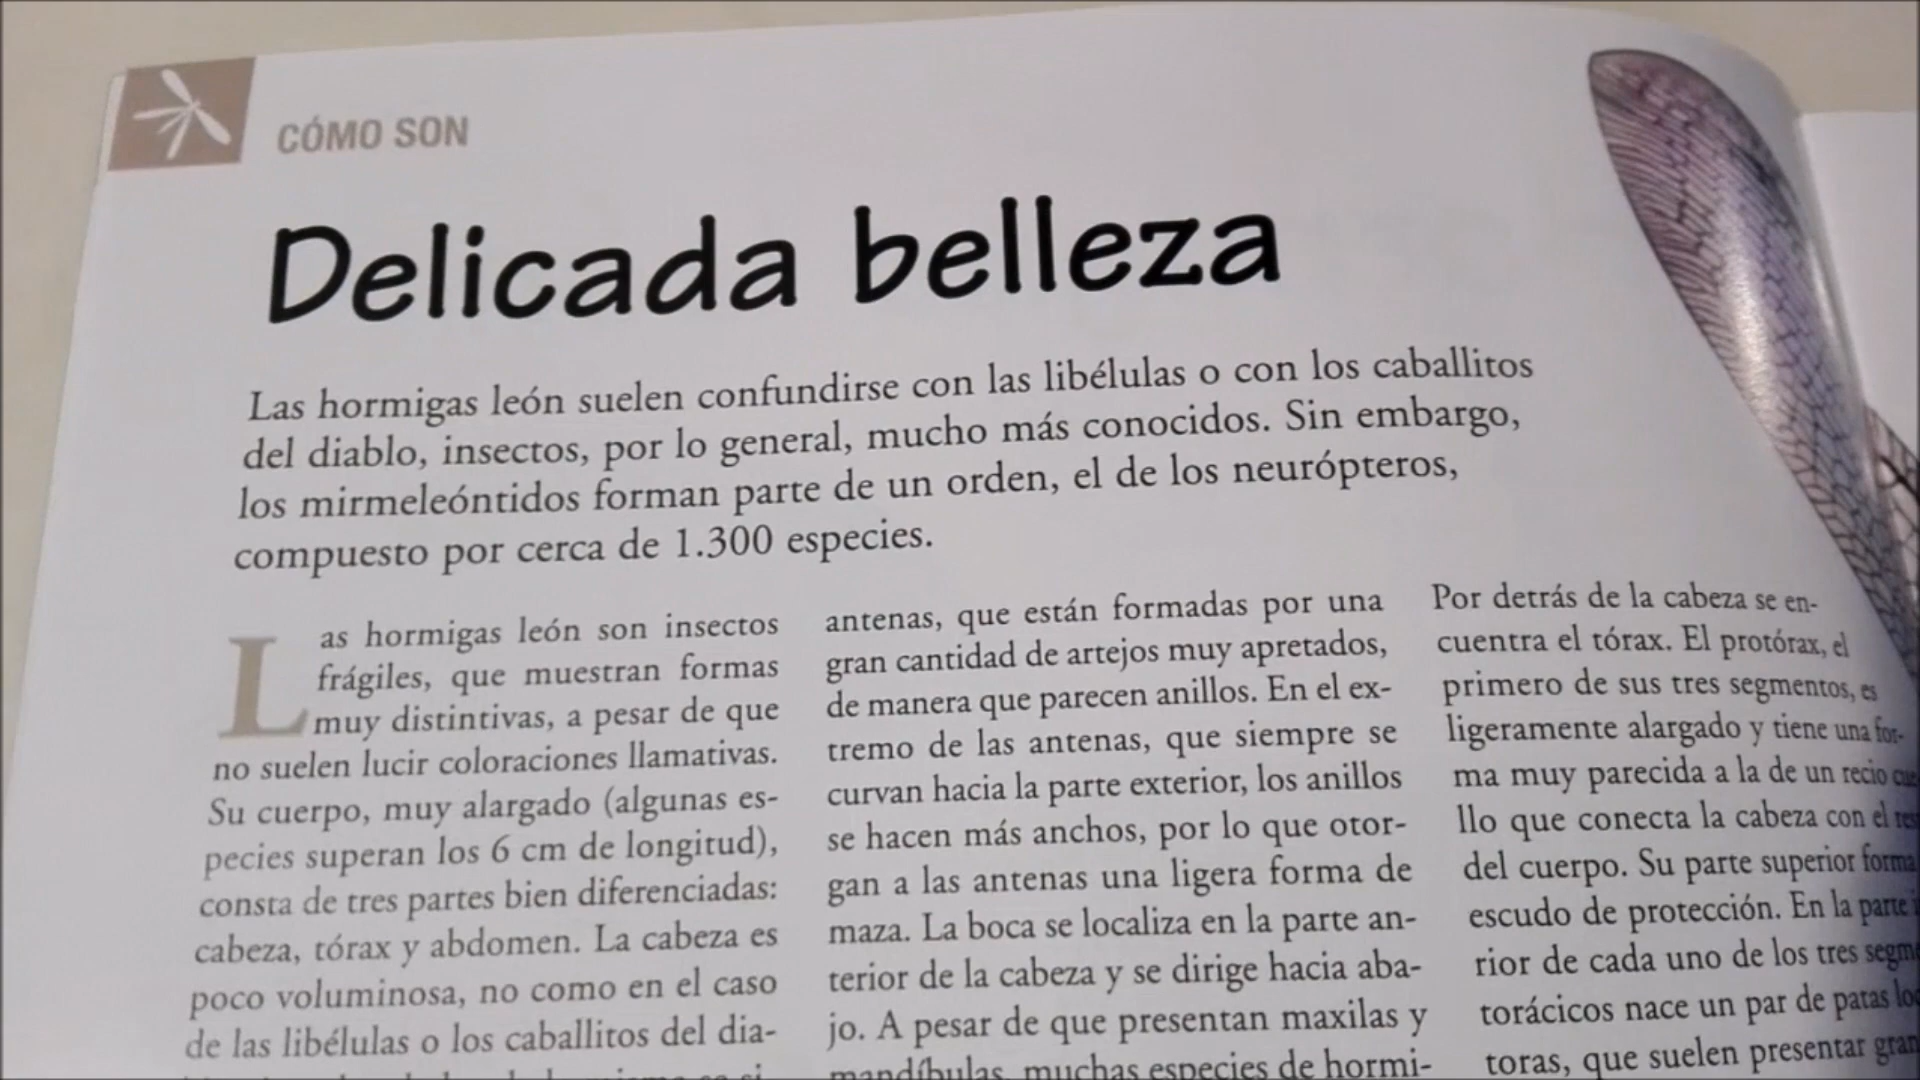 CÓMO SON
Delicada belleza
Las hormigas león suelen confundirse con las libélulas o con los caballitos
del diablo, insectos, por lo general, mucho más conocidos. Sin embargo,
los mirmeleóntidos forman parte de un orden, el de los neurópteros,
compuesto por cerca de 1.300 especies.
Las hormigas león son insectos
frágiles, que muestran formas
muy distintivas, a pesar de que
no suelen lucir coloraciones llamativas.
Su cuerpo, muy alargado (algunas es-
pecies superan los 6 cm de longitud),
consta de tres partes bien diferenciadas:
cabeza, tórax y abdomen. La cabeza es
poco voluminosa, no como en el caso
de las libélulas o los caballitos del dia-
antenas, que están formadas por una
gran cantidad de artejos muy apretados,
de manera que parecen anillos. En el ex-
tremo de las antenas, que siempre se
curvan hacia la parte exterior, los anillos
se hacen más anchos, por lo que otor-
gan a las antenas una ligera forma de
maza. La boca se localiza en la parte an-
terior de la cabeza y se dirige hacia aba-
jo. A pesar de que presentan maxilas y
mandíbulas, muchas especies de hormi-
Por detrás de la cabeza se en-
cuentra el tórax. El protórax, el
primero de sus tres segmentos, es
ligeramente alargado y tiene una for-
ma muy parecida a la de un recio
llo que conecta la cabeza con el
del cuerpo. Su parte superior forma
escudo de protección. En la parte
rior de cada uno de los tres
torácicos nace un par de patas
toras, que suelen presentar